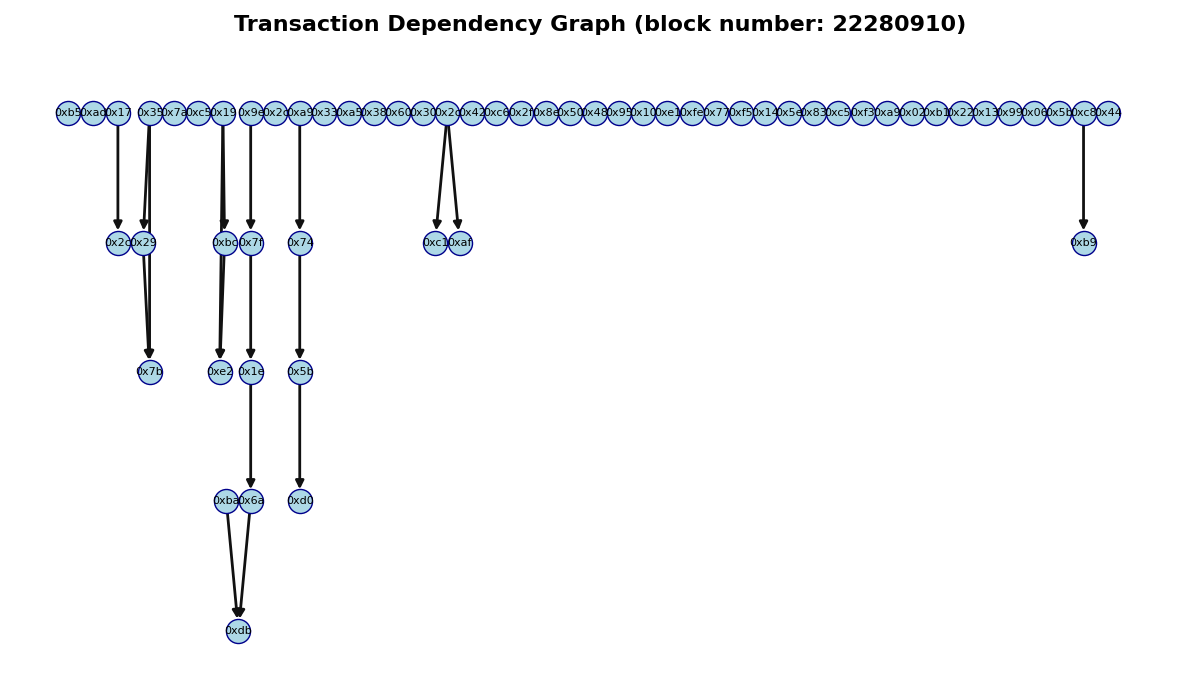 Transaction Dependency Graph (block number: 22280910)
0xb5 0xad 0x17 0x35 0x7a 0xc5 0x19 0x9e 0x2c 0xa9 0x33 0xa5 0x38 0x60 0x30 0x2c 0x42 0xc6 0x2f 0x8e 0x50 0x48 0x95 0x10 0xe1 0xfe 0x77 0xf5 0x14 0x5e 0x83 0xc5 0xf3 0xa9 0x02 0xb1 0x22 0x13 0x99 0x06 0x5b 0xc8 0x44
0x2c 0x29 0xbc 0x7f 0x74 0xc1 0xaf 0xb9
0x7b 0xe2 0x1e 0x5b
0xba 0x6a 0xd0
0xdb